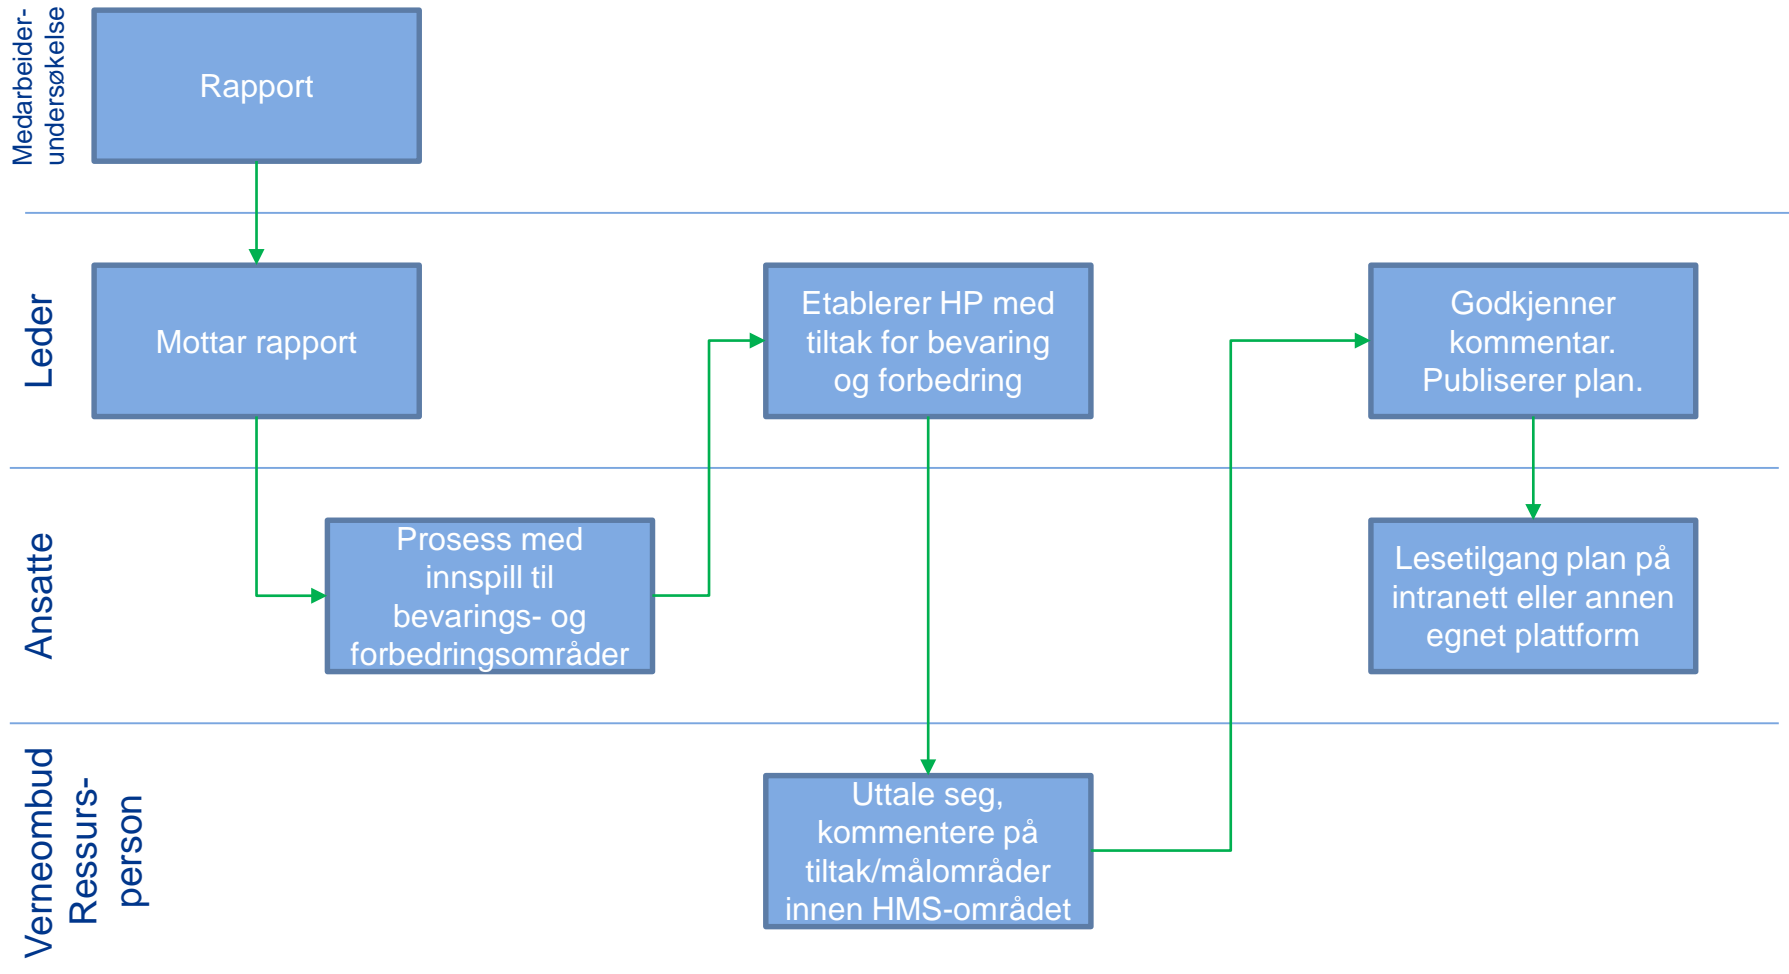 Medarbeider-
undersøkelse
Rapport
Leder
Mottar rapport
Etablerer HP med
tiltak for bevaring
og forbedring
Godkjenner
kommentar.
Publiserer plan.
Ansatte
Prosess med
innspill til
bevarings- og
forbedringsområder
Lesetilgang plan på
intranett eller annen
egnet plattform
Verneombud
Ressurs-
person
Uttale seg,
kommentere på
tiltak/målområder
innen HMS-området